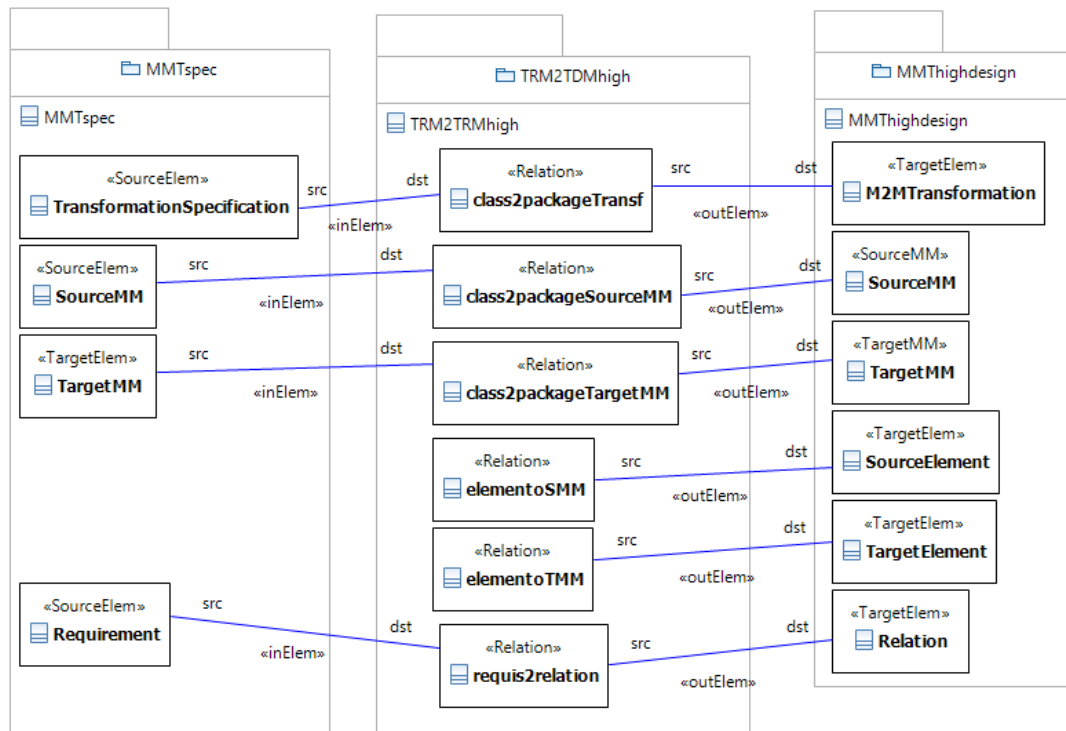 MMTspec
TRM2TDMhigh
MMThighdesign
MMTspec
TRM2TRMhigh
MMThighdesign
«SourceElem»
TransformationSpecification
src
dst
«inElem»
«Relation»
class2packageTransf
src
dst
«outElem»
«TargetElem»
M2MTransformation
«SourceElem»
SourceMM
src
dst
«inElem»
«Relation»
class2packageSourceMM
src
dst
«outElem»
«SourceMM»
SourceMM
«TargetElem»
TargetMM
src
dst
«inElem»
«Relation»
class2packageTargetMM
src
dst
«outElem»
«TargetMM»
TargetMM
«Relation»
elementoSMM
src
dst
«outElem»
«TargetElem»
SourceElement
«Relation»
elementoTMM
src
dst
«outElem»
«TargetElem»
TargetElement
«SourceElem»
Requirement
src
dst
«inElem»
«Relation»
requis2relation
src
dst
«outElem»
«TargetElem»
Relation